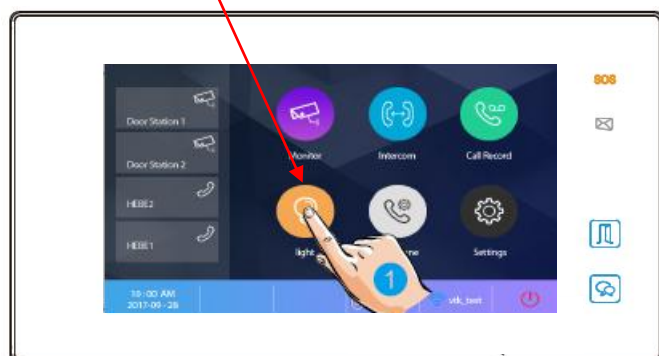 SOS
Door Station 1
Door Station 2
HEBE2
HEBE1
Monitor
Intercom
Call Record
light
ne
Settings
1
10:00 AM
2017-09-28
vtk_test